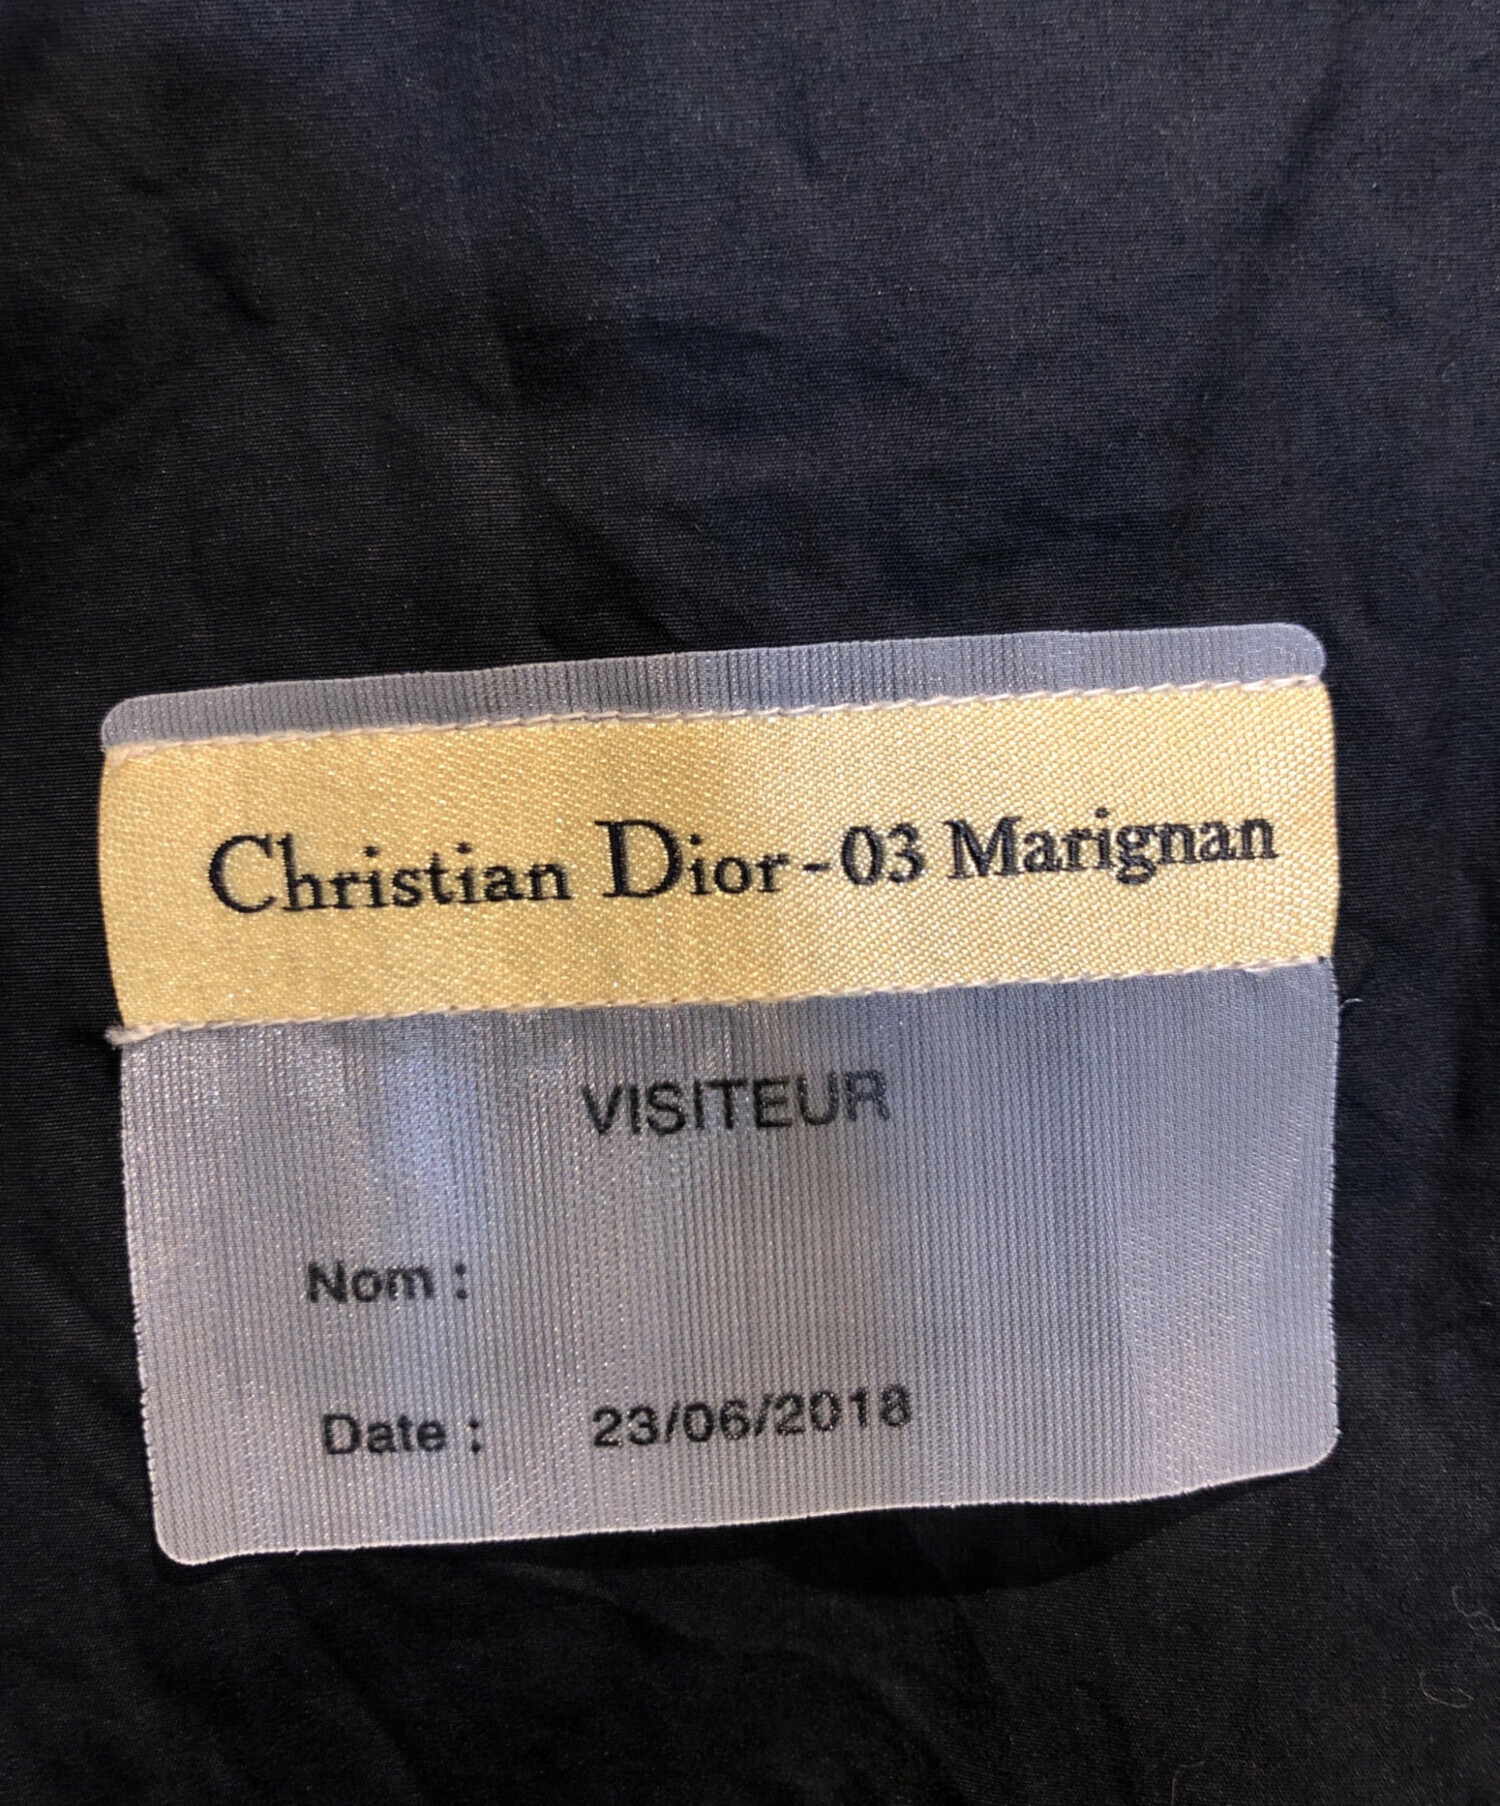 Christian Dior - 03 Marignan
VISITEUR
Nom :
Date : 23/06/2018